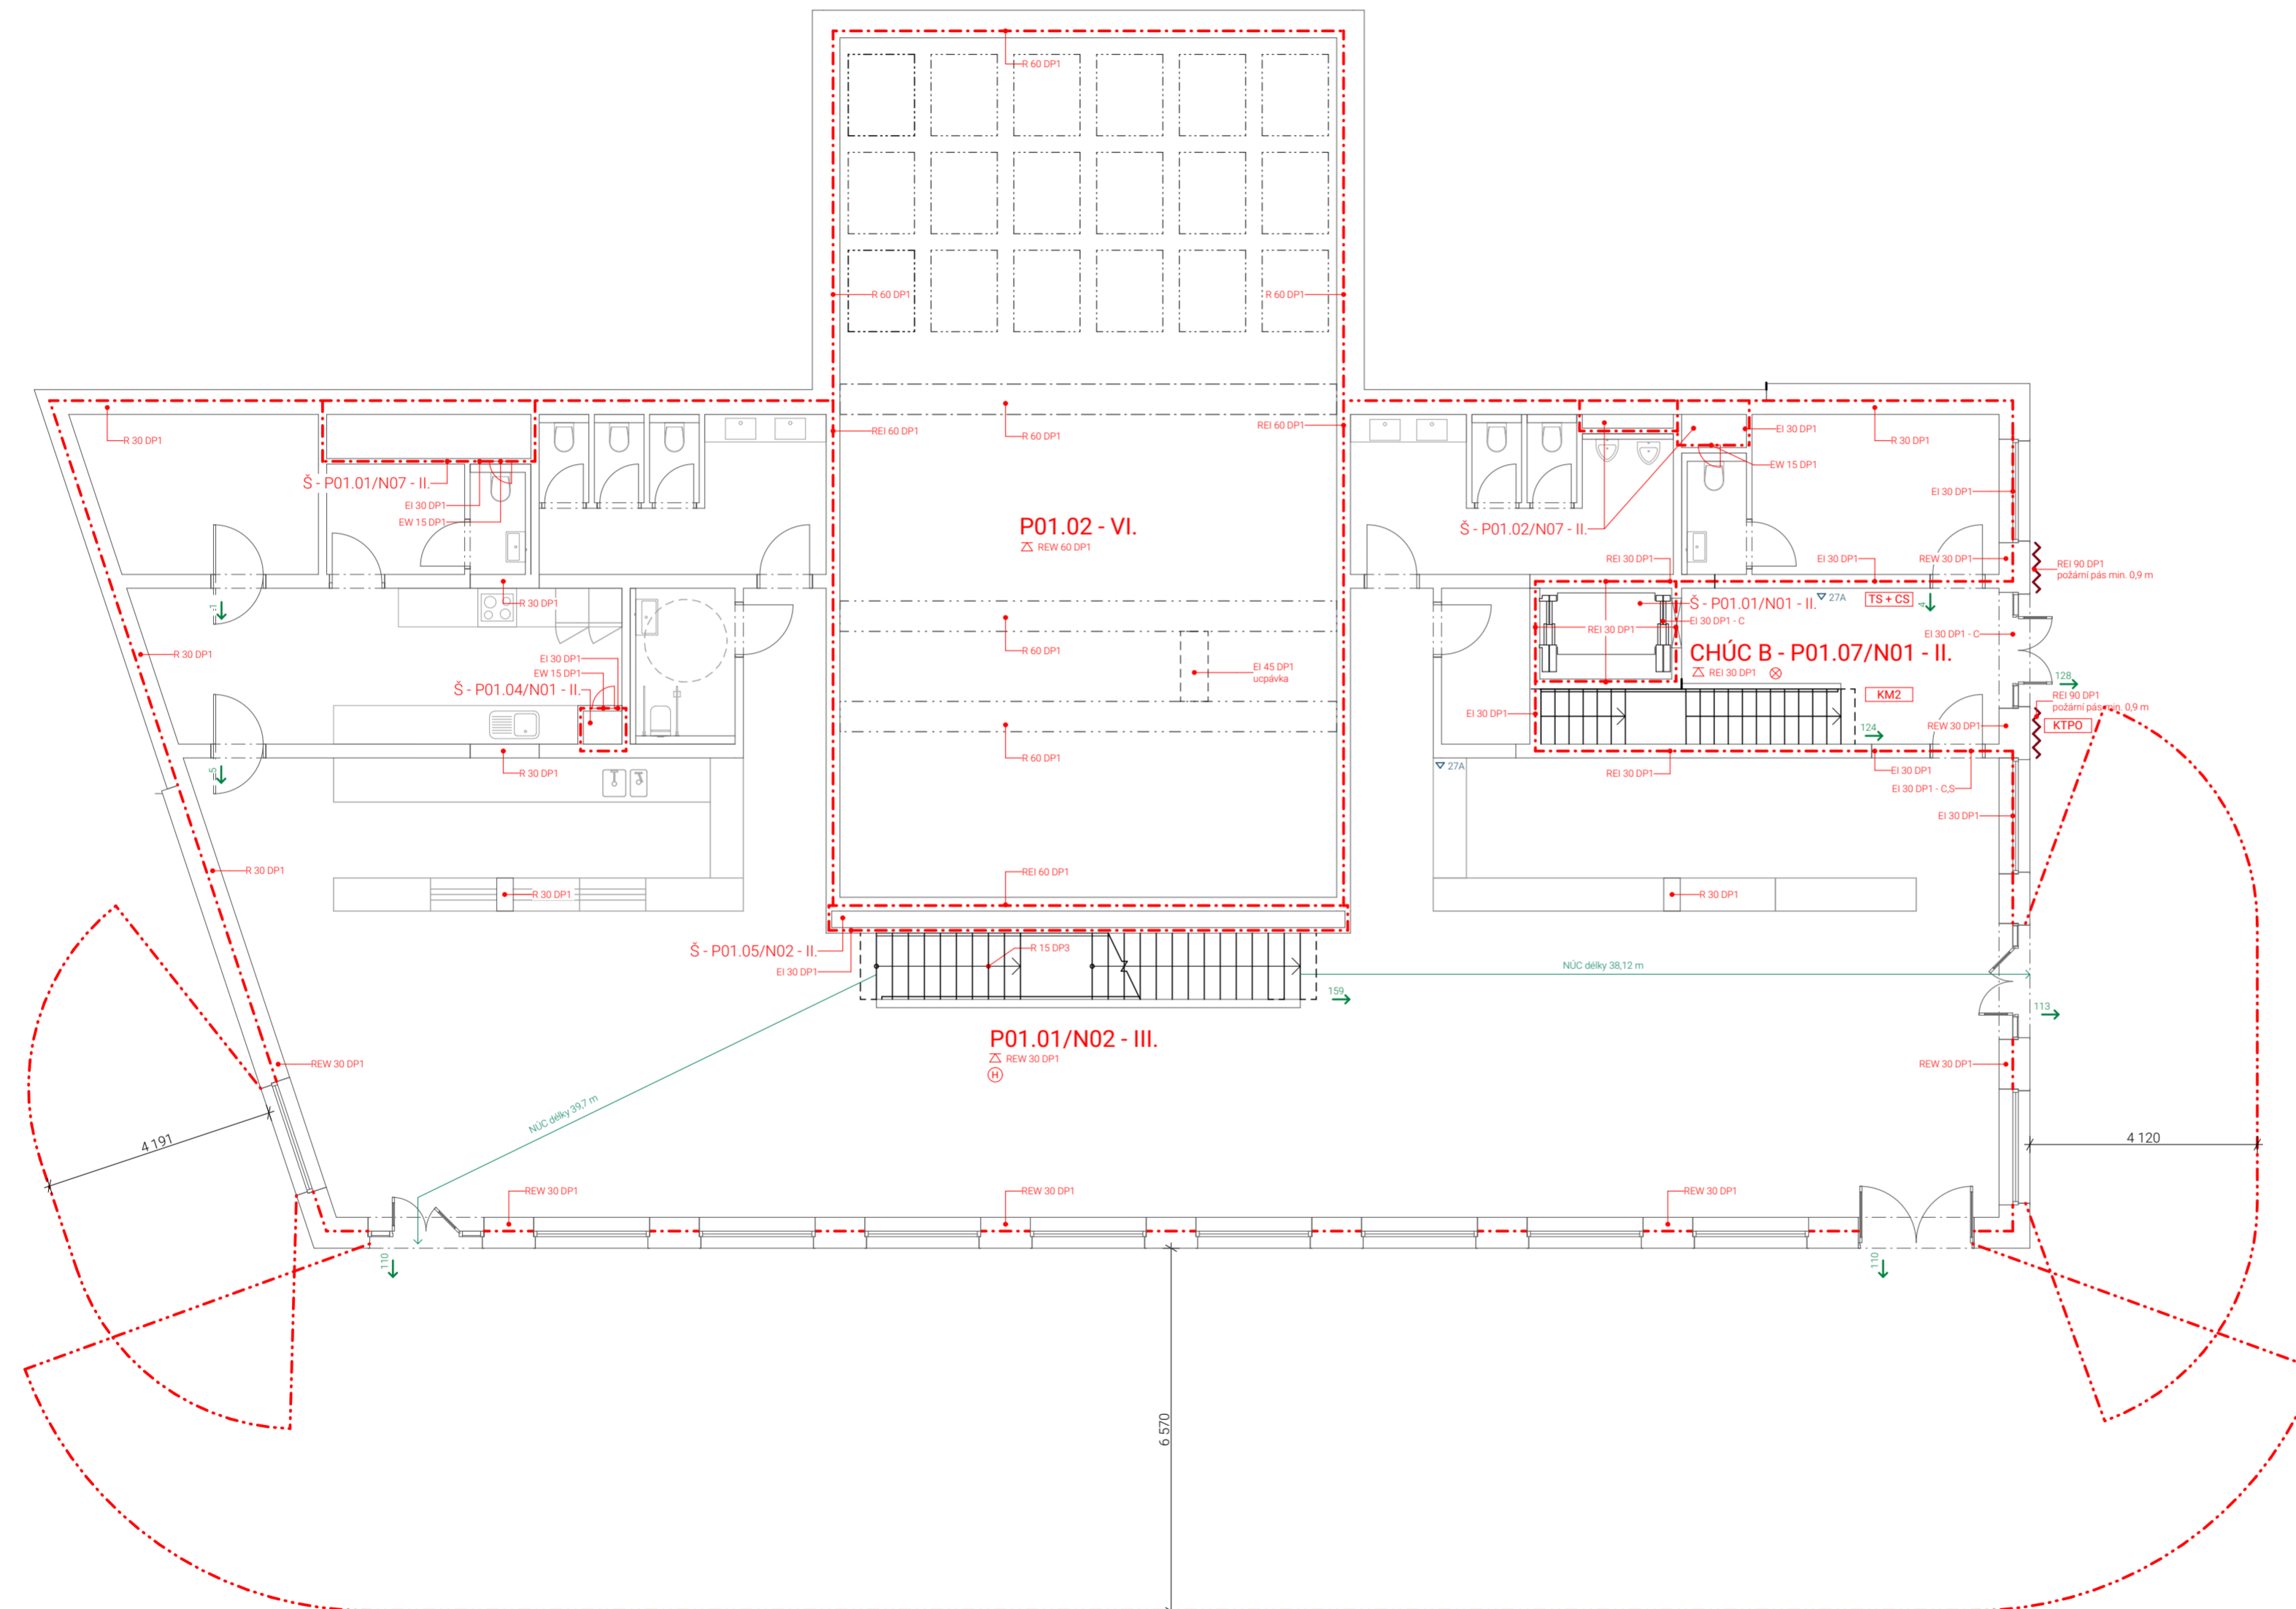 R 60 DP1
R 60 DP1
R 60 DP1
R 30 DP1
REI 60 DP1
R 60 DP1
REI 60 DP1
EI 30 DP1
R 30 DP1
EW 15 DP1
Š - P01.01/N07 - II.
EI 30 DP1
EW 15 DP1
EI 30 DP1
P01.02 - VI.
REW 60 DP1
Š - P01.02/N07 - II.
REI 30 DP1
EI 30 DP1
REW 30 DP1
REI 90 DP1
požární pás min. 0,9 m
R 30 DP1
Š - P01.01/N01 - II.
27A
TS + CS
4
EI 30 DP1 - C
REI 30 DP1
EI 30 DP1 - C
R 30 DP1
R 60 DP1
CHÚC B - P01.07/N01 - II.
REI 30 DP1
EI 30 DP1
EW 15 DP1
Š - P01.04/N01 - II.
EI 45 DP1
ucpávka
128
KM2
REI 90 DP1
požární pás min. 0,9 m
EI 30 DP1
124
REW 30 DP1
KTPO
R 30 DP1
R 60 DP1
27A
REI 30 DP1
EI 30 DP1
EI 30 DP1 - C,S
EI 30 DP1
R 30 DP1
REI 60 DP1
R 30 DP1
R 30 DP1
Š - P01.05/N02 - II.
EI 30 DP1
R 15 DP3
NÚC délky 38,12 m
159
113
P01.01/N02 - III.
REW 30 DP1
H
REW 30 DP1
REW 30 DP1
NÚC délky 39,7 m
4 191
4 120
REW 30 DP1
REW 30 DP1
REW 30 DP1
110
110
6 570